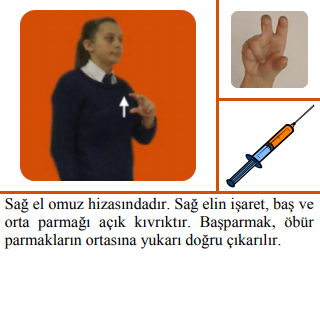 Sağ el omuz hizasındadır. Sağ elin işaret, baş ve
orta parmağı açık kıvrıktır. Başparmak, öbür
parmakların ortasına yukarı doğru çıkarılır.